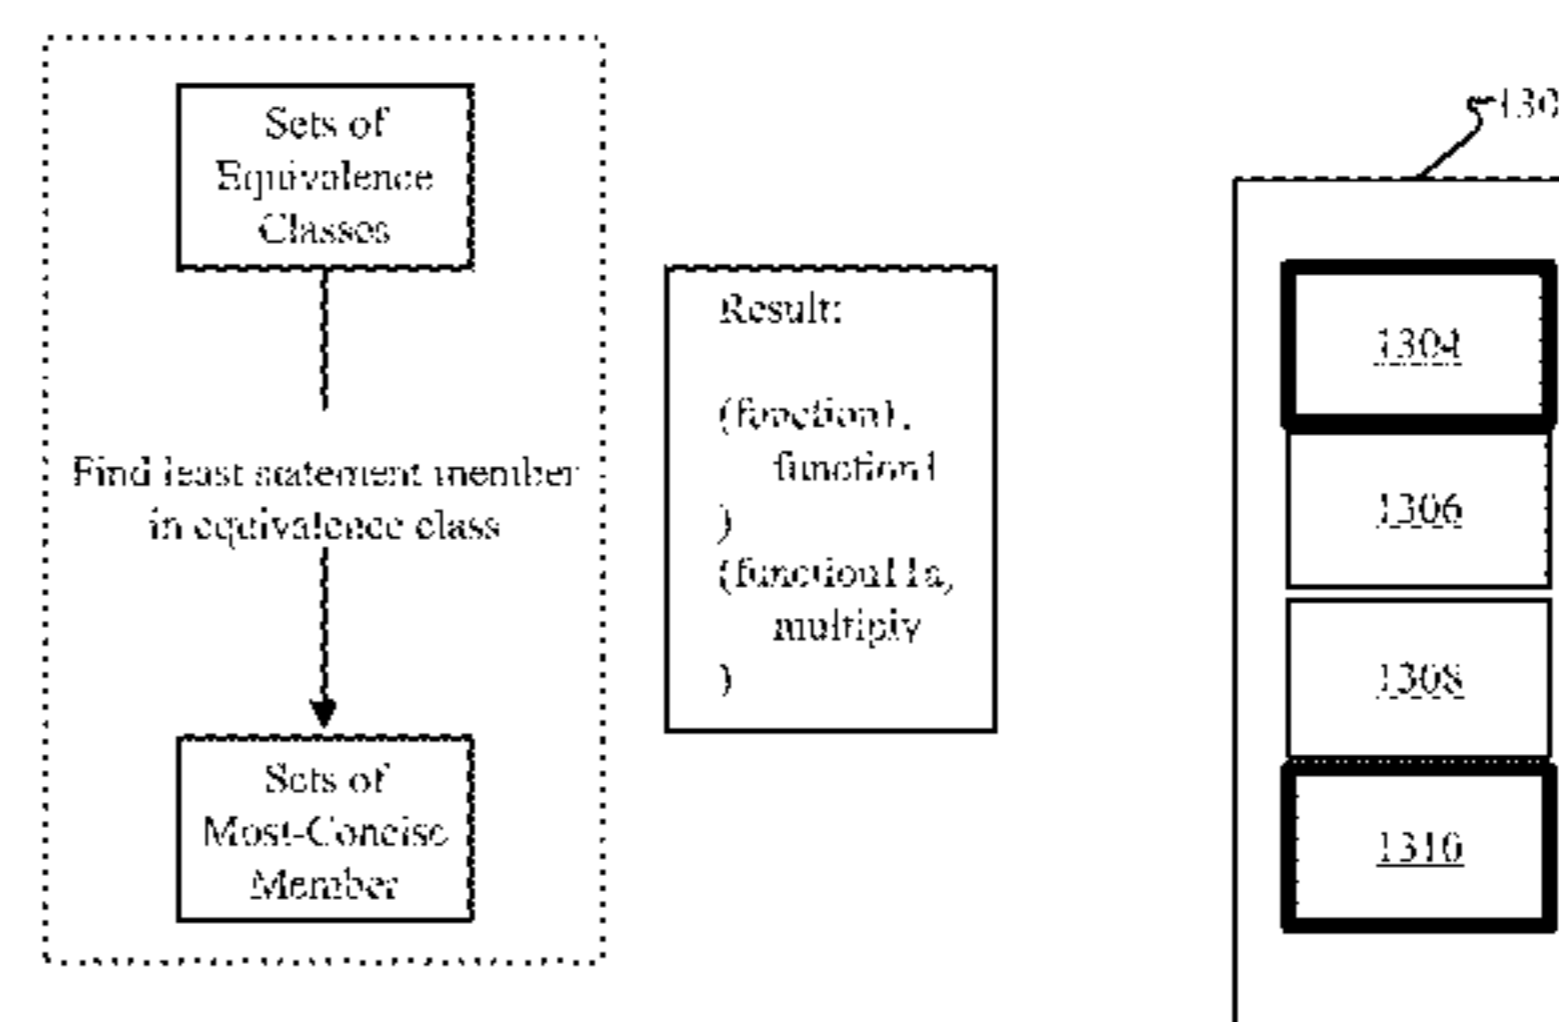 Sets of
Equivalence
Classes
Find least statement member
in equivalence class
Sets of
Most-Concise
Member
Result:
(function1,
function1
)
(function11a,
multiply
)
130
1304
1306
1308
1310